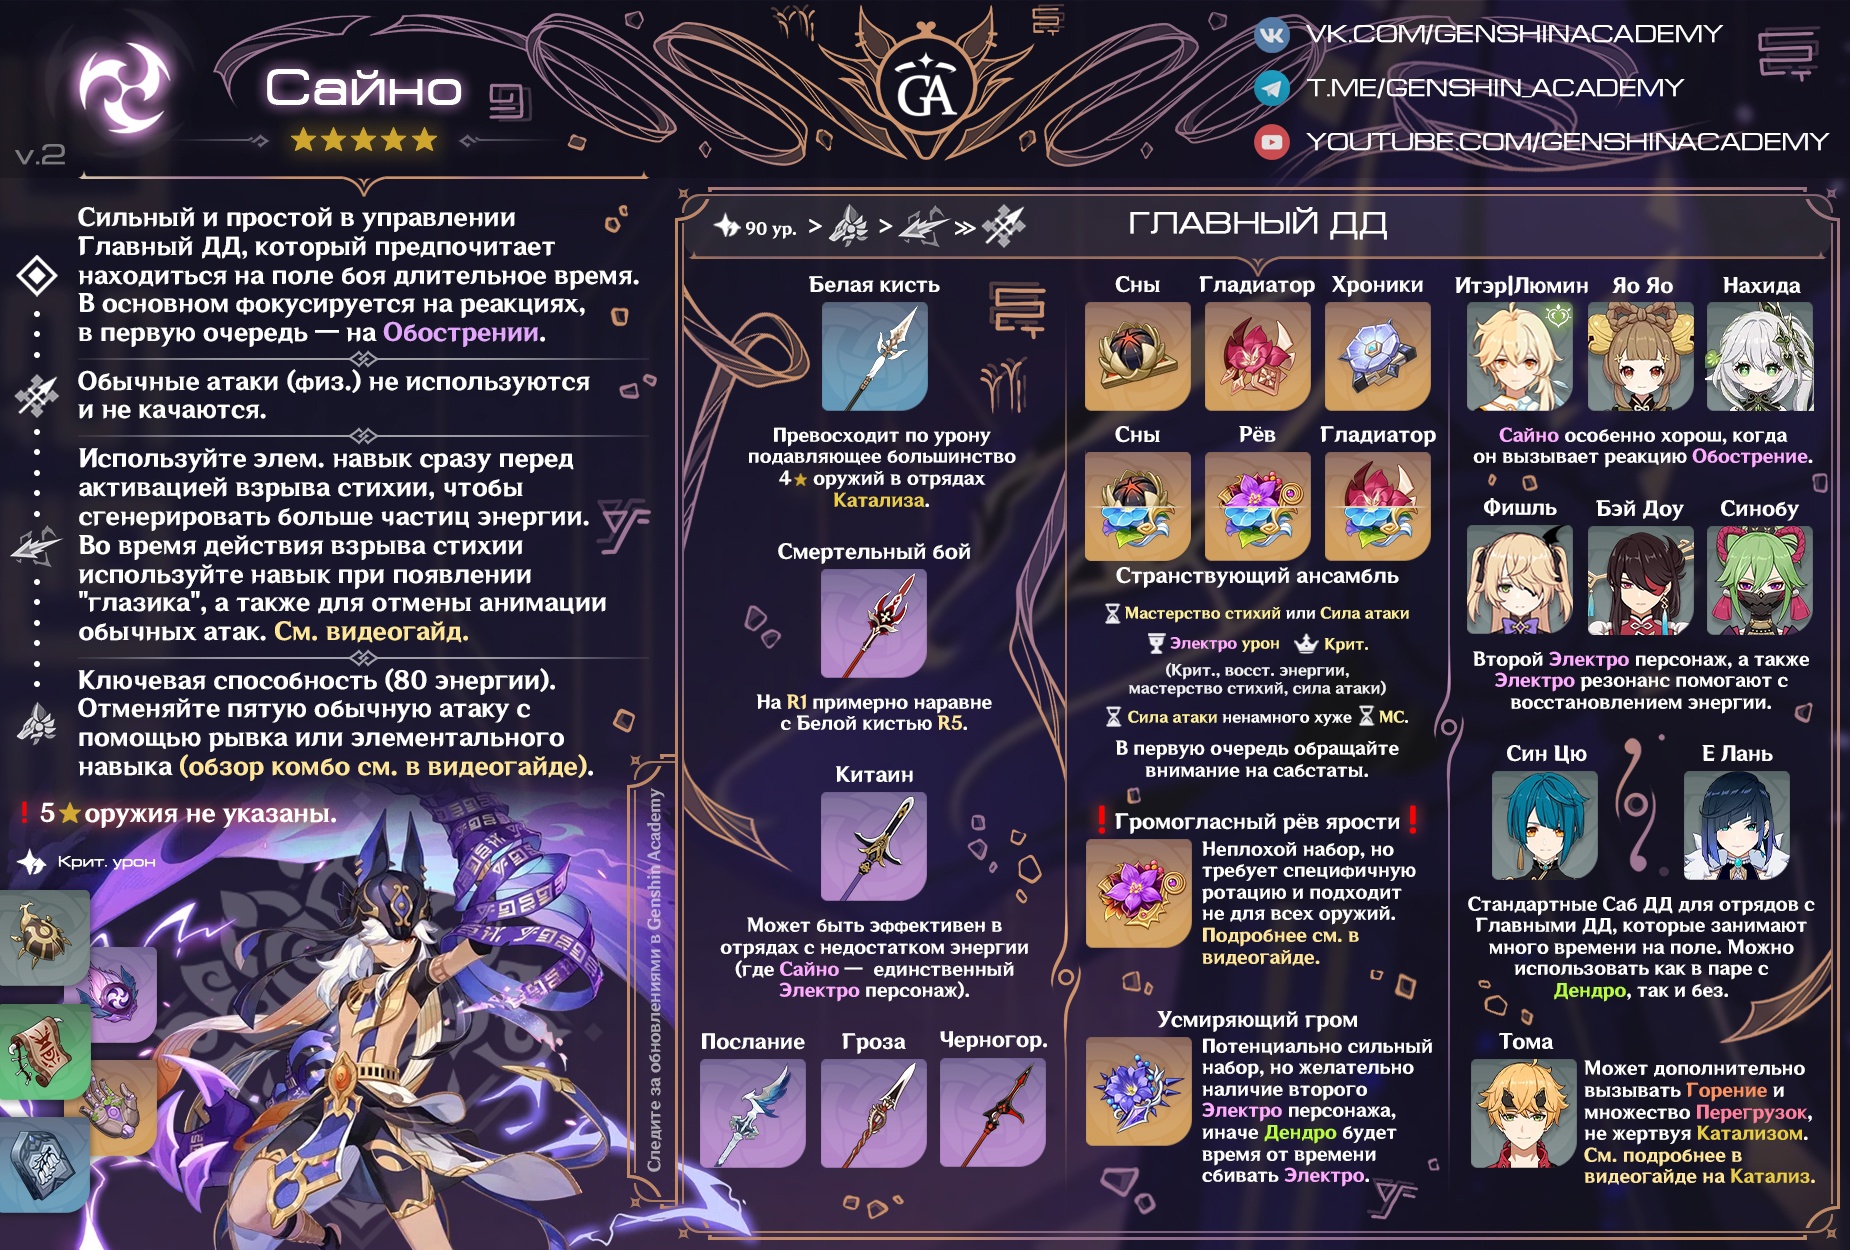 Сайно
v.2
GA
VK.COM/GENSHINACADEMY
T.ME/GENSHIN_ACADEMY
YOUTUBE.COM/GENSHINACADEMY
Сильный и простой в управлении
Главный ДД, который предпочитает
находиться на поле боя длительное время.
В основном фокусируется на реакциях,
в первую очередь — на Обострении.
Обычные атаки (физ.) не используются
и не качаются.
Используйте элем. навык сразу перед
активацией взрыва стихии, чтобы
сгенерировать больше частиц энергии.
Во время действия взрыва стихии
используйте навык при появлении
"глазика", а также для отмены анимации
обычных атак. См. видеогайд.
Ключевая способность (80 энергии).
Отменяйте пятую обычную атаку с
помощью рывка или элементального
навыка (обзор комбо см. в видеогайде).
! 5★ оружия не указаны.
Крит. урон
Следите за обновлениями в Genshin Academy
90 ур. > > >>
ГЛАВНЫЙ ДД
Белая кисть
Превосходит по урону
подавляющее большинство
4★ оружий в отрядах
Катализа.
Смертельный бой
На R1 примерно наравне
с Белой кистью R5.
Китаин
Может быть эффективен в
отрядах с недостатком энергии
(где Сайно — единственный
Электро персонаж).
Послание Гроза Черногор.
Сны Гладиатор Хроники
Сны Рёв Гладиатор
Странствующий ансамбль
Мастерство стихий или Сила атаки
Электро урон Крит.
(Крит., восст. энергии,
мастерство стихий, сила атаки)
Сила атаки ненамного хуже МС.
В первую очередь обращайте
внимание на сабстаты.
! Громогласный рёв ярости !
Неплохой набор, но
требует специфичную
ротацию и подходит
не для всех оружий.
Подробнее см. в
видеогайде.
Усмиряющий гром
Потенциально сильный
набор, но желательно
наличие второго
Электро персонажа,
иначе Дендро будет
время от времени
сбивать Электро.
Итэр|Люмин Яо Яо Нахида
Сайно особенно хорош, когда
он вызывает реакцию Обострение.
Фишль Бэй Доу Синобу
Второй Электро персонаж, а также
Электро резонанс помогают с
восстановлением энергии.
Син Цю Е Лань
Стандартные Саб ДД для отрядов с
Главными ДД, которые занимают
много времени на поле. Можно
использовать как в паре с
Дендро, так и без.
Тома
Может дополнительно
вызывать Горение и
множество Перегрузок,
не жертвуя Катализом.
См. подробнее в
видеогайде на Катализ.